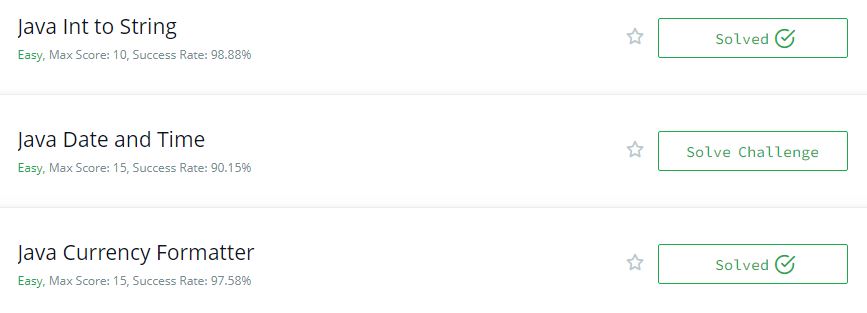 Java Int to String
Easy, Max Score: 10, Success Rate: 98.88%
Solved
Java Date and Time
Easy, Max Score: 15, Success Rate: 90.15%
Solve Challenge
Java Currency Formatter
Easy, Max Score: 15, Success Rate: 97.58%
Solved